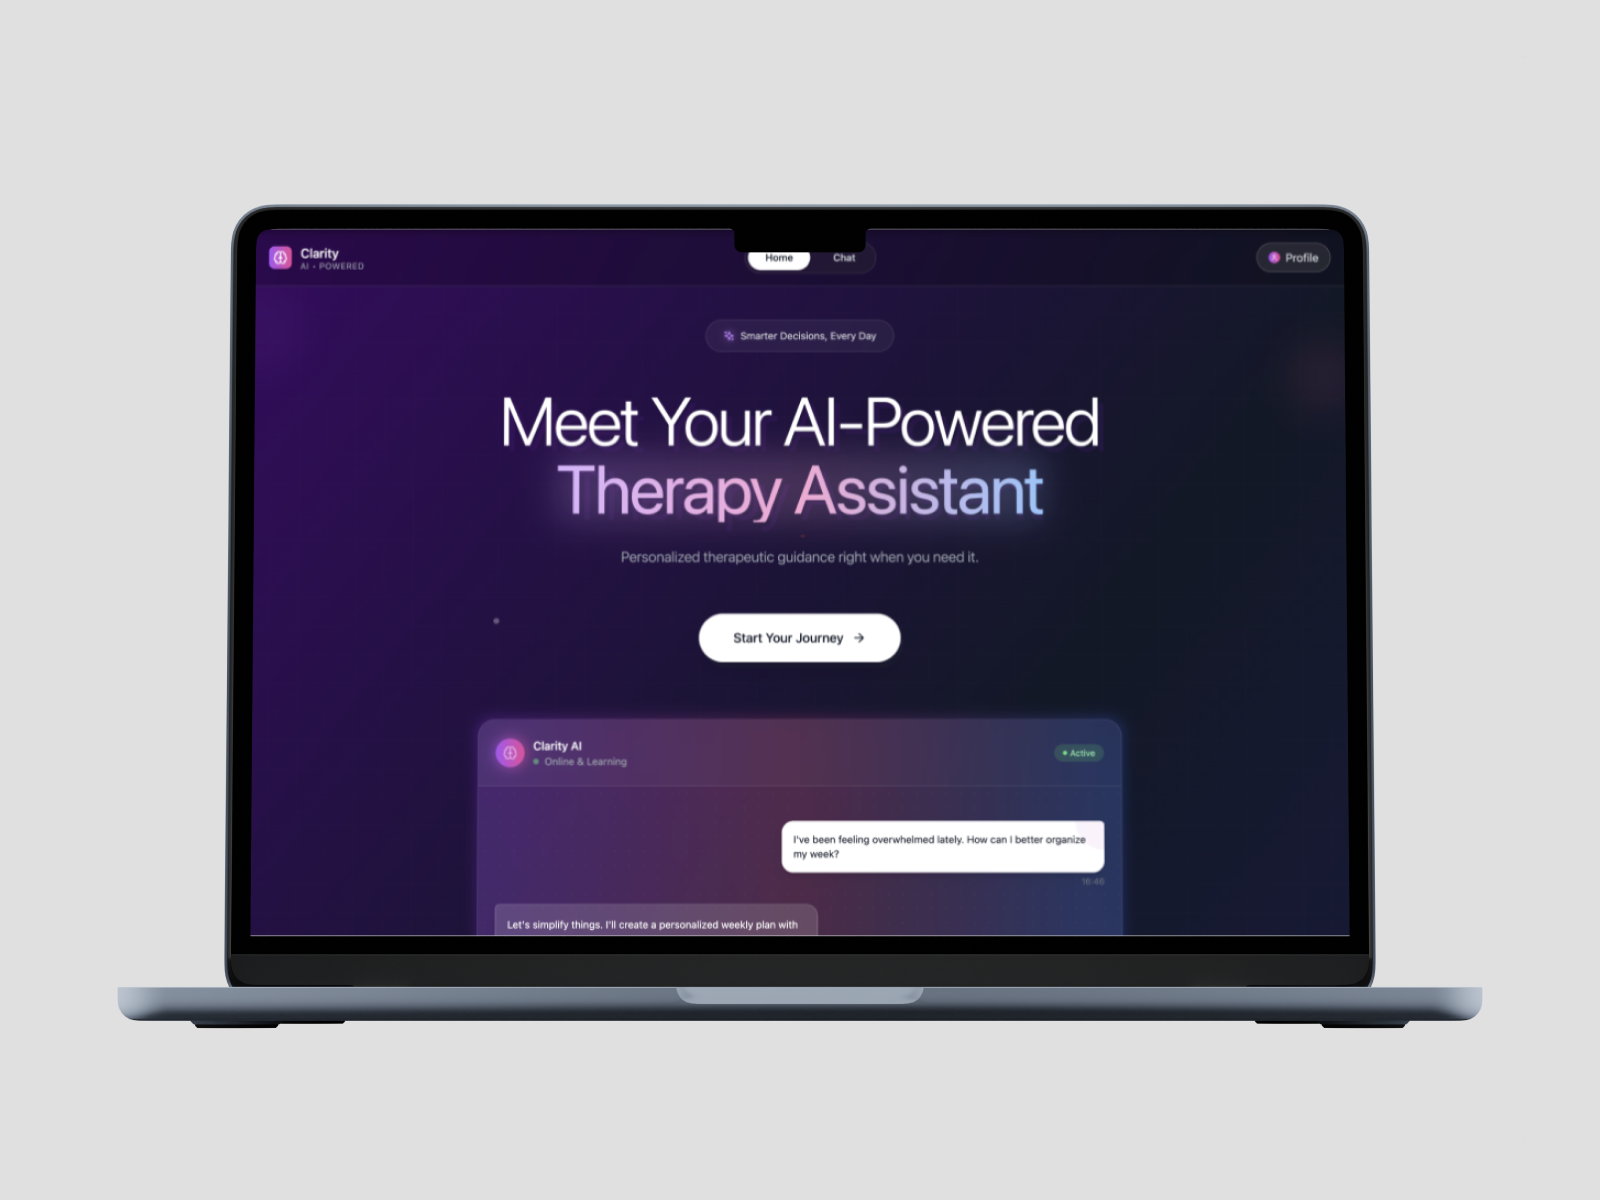 Clarity
AI • POWERED
Home
Chat
Profile
Smarter Decisions, Every Day
Meet Your AI-Powered
Therapy Assistant
Personalized therapeutic guidance right when you need it.
Start Your Journey
Clarity AI
Online & Learning
Active
I've been feeling overwhelmed lately. How can I better organize
my week?
16:46
Let's simplify things. I'll create a personalized weekly plan with